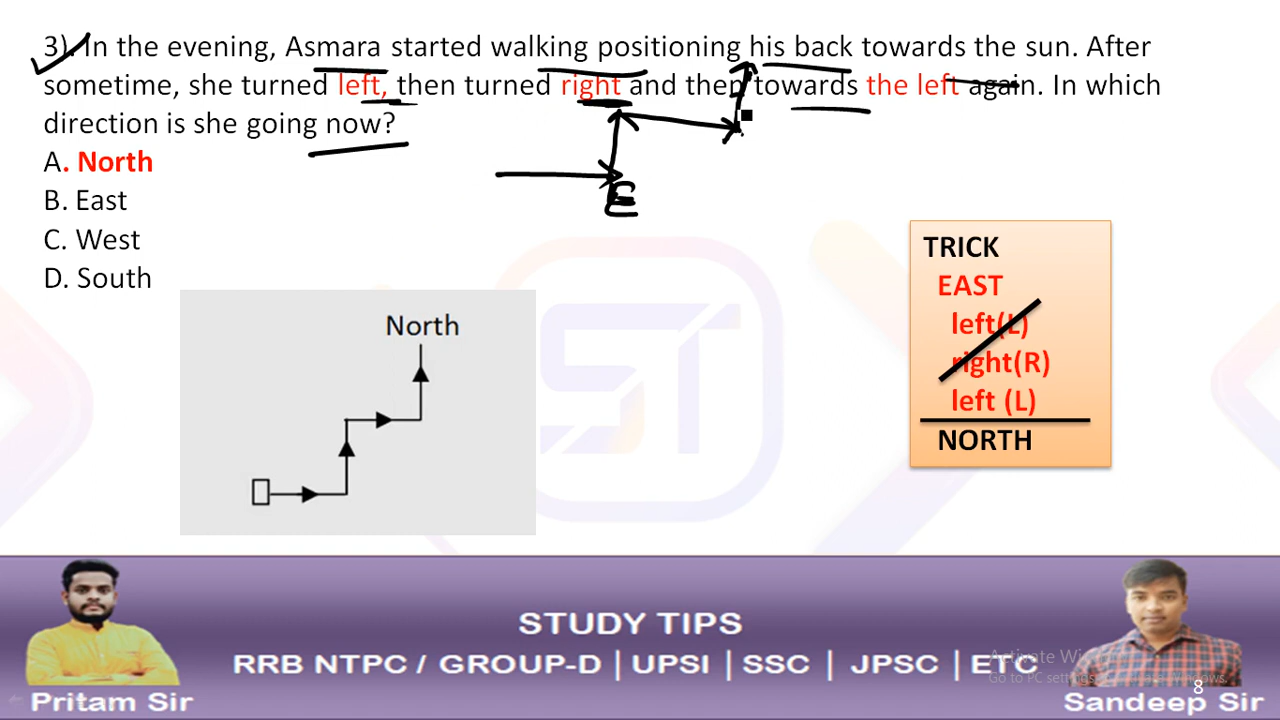 3). In the evening, Asmara started walking positioning his back towards the sun. After
sometime, she turned left, then turned right and then towards the left again. In which
direction is she going now?
A. North
B. East
C. West
D. South
E
TRICK
EAST
left(L)
right(R)
left (L)
NORTH
North
ST
STUDY TIPS
RRB NTPC / GROUP-D | UPSI | SSC | JPSC | ETC
Pritam Sir
Sandeep Sir
8